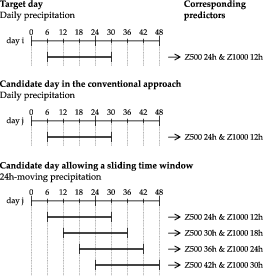 Target day Corresponding
Daily precipitation predictors
0 6 12 18 24 30 36 42 48
day i
Z500 24h & Z1000 12h
Candidate day in the conventional approach
Daily precipitation
0 6 12 18 24 30 36 42 48
day j
Z500 24h & Z1000 12h
Candidate day allowing a sliding time window
24h-moving precipitation
0 6 12 18 24 30 36 42 48
day j
Z500 24h & Z1000 12h
Z500 30h & Z1000 18h
Z500 36h & Z1000 24h
Z500 42h & Z1000 30h